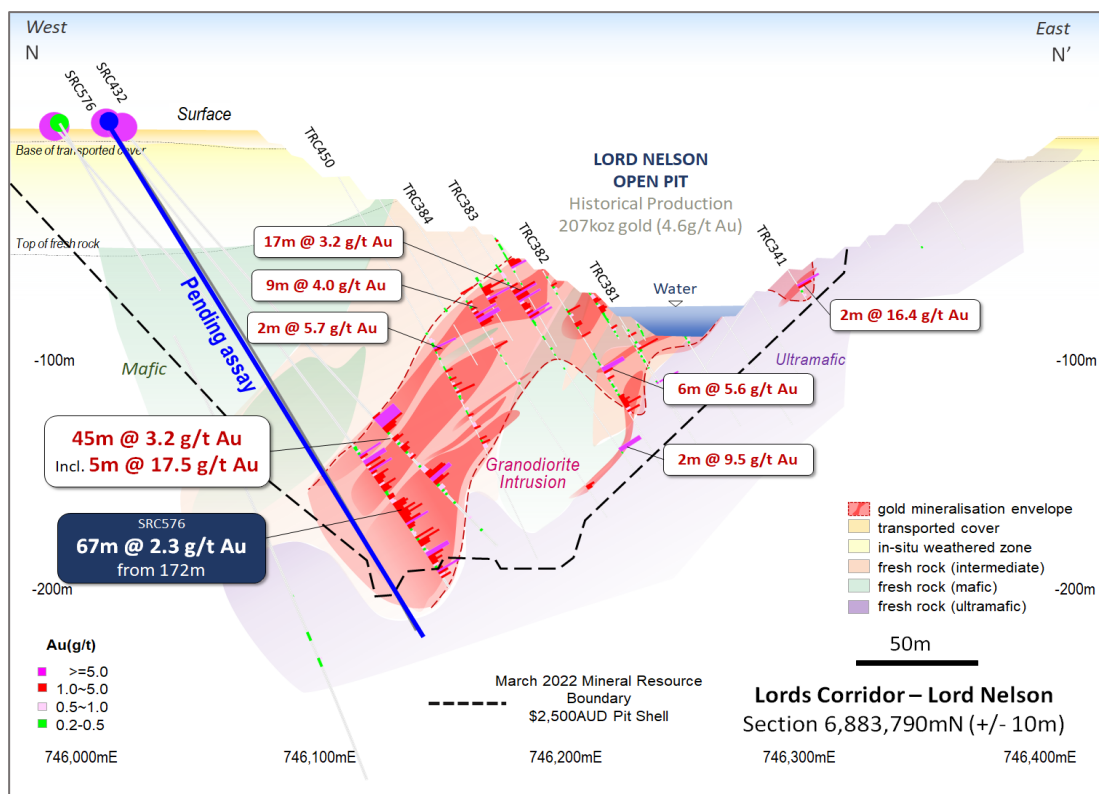 West
N
East
N'
SRC576
SRC432
Surface
Base of transported cover
TRC450
TRC384
TRC383
TRC382
TRC381
TRC341
LORD NELSON
OPEN PIT
Historical Production
207koz gold (4.6g/t Au)
Top of fresh rock
17m @ 3.2 g/t Au
9m @ 4.0 g/t Au
2m @ 5.7 g/t Au
Water
2m @ 16.4 g/t Au
Pending assay
-100m
-100m
Mafic
Ultramafic
6m @ 5.6 g/t Au
45m @ 3.2 g/t Au
Incl. 5m @ 17.5 g/t Au
2m @ 9.5 g/t Au
Granodiorite
Intrusion
SRC576
67m @ 2.3 g/t Au
from 172m
gold mineralisation envelope
transported cover
in-situ weathered zone
fresh rock (intermediate)
fresh rock (mafic)
fresh rock (ultramafic)
-200m
-200m
Au(g/t)
>=5.0
1.0~5.0
0.5~1.0
0.2-0.5
50m
March 2022 Mineral Resource
Boundary
$2,500AUD Pit Shell
Lords Corridor – Lord Nelson
Section 6,883,790mN (+/- 10m)
746,000mE
746,100mE
746,200mE
746,300mE
746,400mE